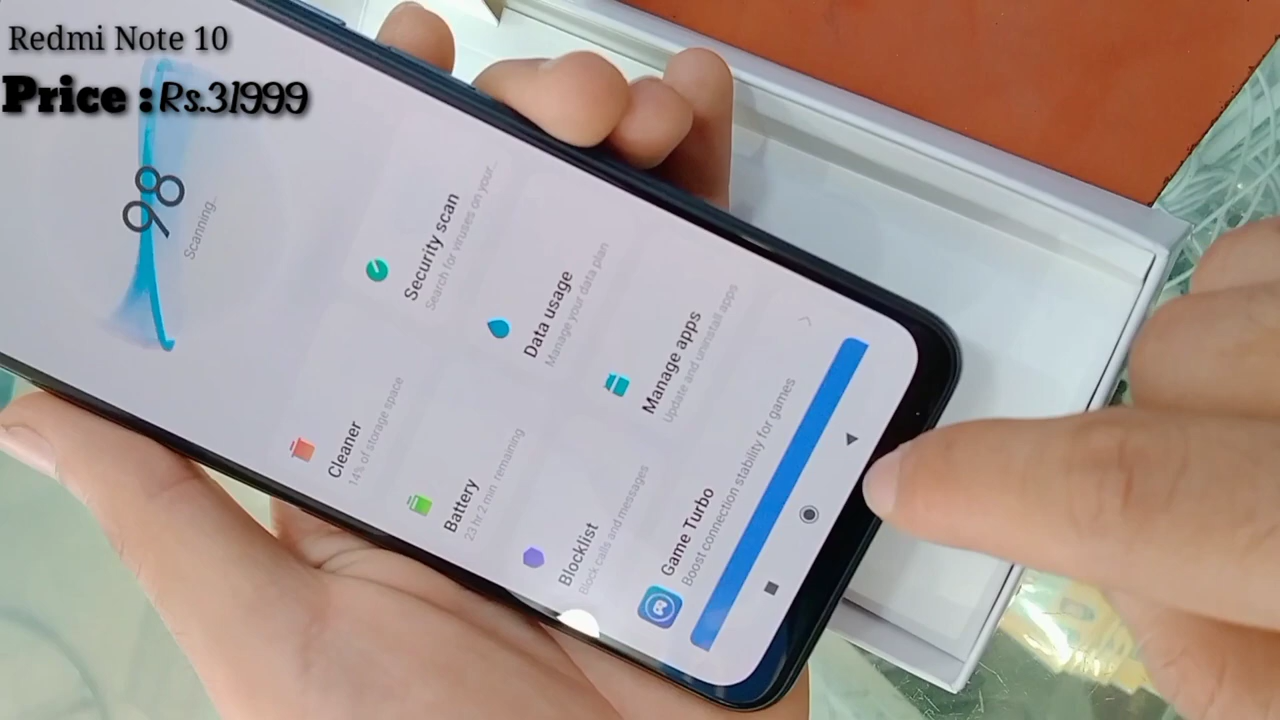 Redmi Note 10
Price : Rs.31999
98
Scanning..
Security scan
Search for viruses on your...
Cleaner
14% of storage space
Data usage
Manage your data plan
Battery
23 hr 2 min remaining
Manage apps
Update and uninstall apps
Blocklist
Block calls and messages
Game Turbo
Boost connection stability for games